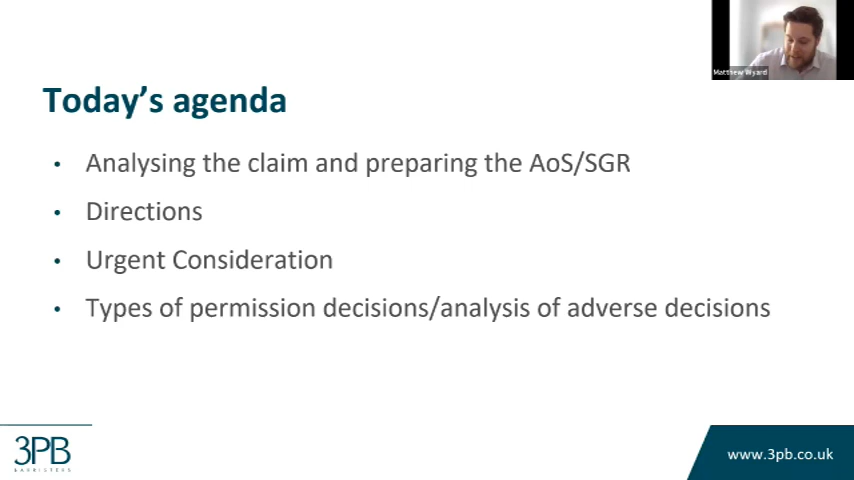 Matthew Wyard
Today's agenda
• Analysing the claim and preparing the AoS/SGR
• Directions
• Urgent Consideration
• Types of permission decisions/analysis of adverse decisions
3PB
BARRISTERS
www.3pb.co.uk